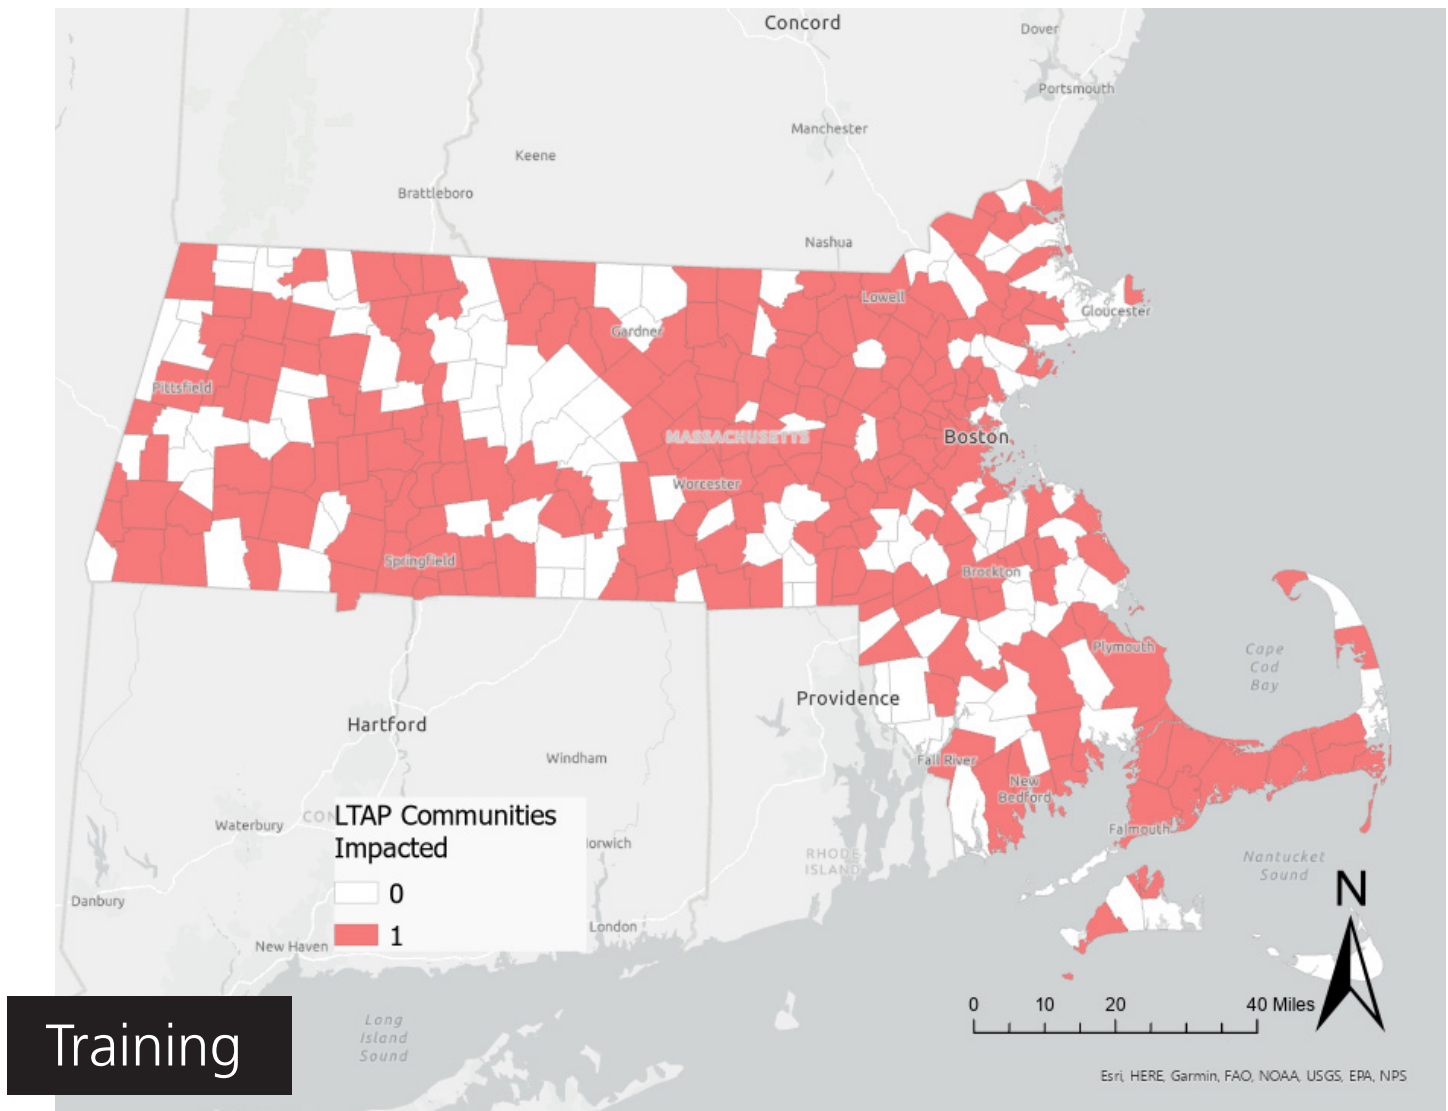 Concord
Dover
Portsmouth
Manchester
Keene
Brattleboro
Nashua
Lowell
Gloucester
Gardner
Pittsfield
MASSACHUSETTS
Boston
Worcester
Springfield
Brockton
Plymouth
Cape
Cod
Bay
Providence
Hartford
Windham
Fall River
New
Bedford
LTAP Communities
Impacted
0
1
CON
Waterbury
orwich
Falmouth
RHODE
ISLAND
Nantucket
Sound
N
Danbury
New Haven
London
0 10 20 40 Miles
Training
Long
Island
Sound
Esri, HERE, Garmin, FAO, NOAA, USGS, EPA, NPS